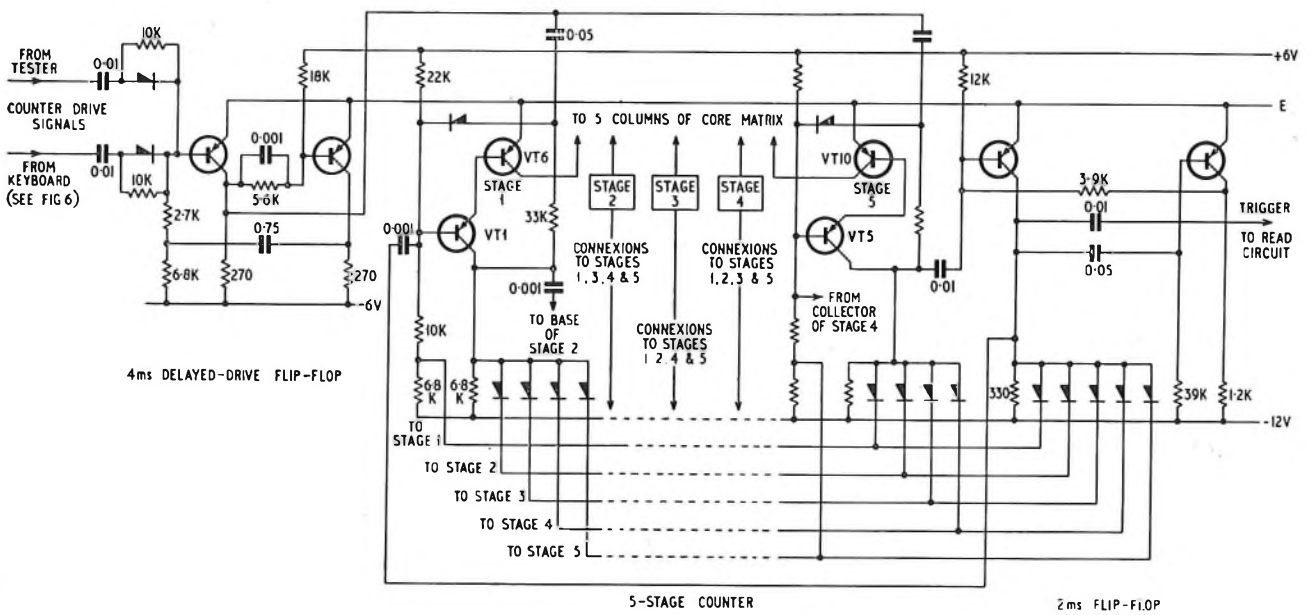 10K
0·05
FROM
TESTER
0·01
+6V
18K
22K
12K
COUNTER DRIVE
SIGNALS
E
TO 5 COLUMNS OF CORE MATRIX
0·001
VT6
STAGE
1
STAGE
2
STAGE
3
STAGE
4
VT10
STAGE
5
FROM
KEYBOARD
(SEE FIG 6)
0·01
10K
5·6K
3·9K
2·7K
33K
0·01
TRIGGER
TO READ
CIRCUIT
0·75
0·001
VT1
CONNEXIONS
TO STAGES
1,3,4 & 5
CONNEXIONS
TO STAGES
1,2,3 & 5
VT5
0·05
6·8K
270
270
0·001
0·01
-6V
TO BASE
OF
STAGE 2
FROM
COLLECTOR
OF STAGE 4
10K
CONNEXIONS
TO STAGES
1 2 4 & 5
4ms DELAYED-DRIVE FLIP-FLOP
6·8
K
6·8
K
330
39K
1·2K
-12V
TO
STAGE 1
TO STAGE 2
TO STAGE 3
TO STAGE 4
TO STAGE 5
5-STAGE COUNTER
2ms FLIP-FLOP